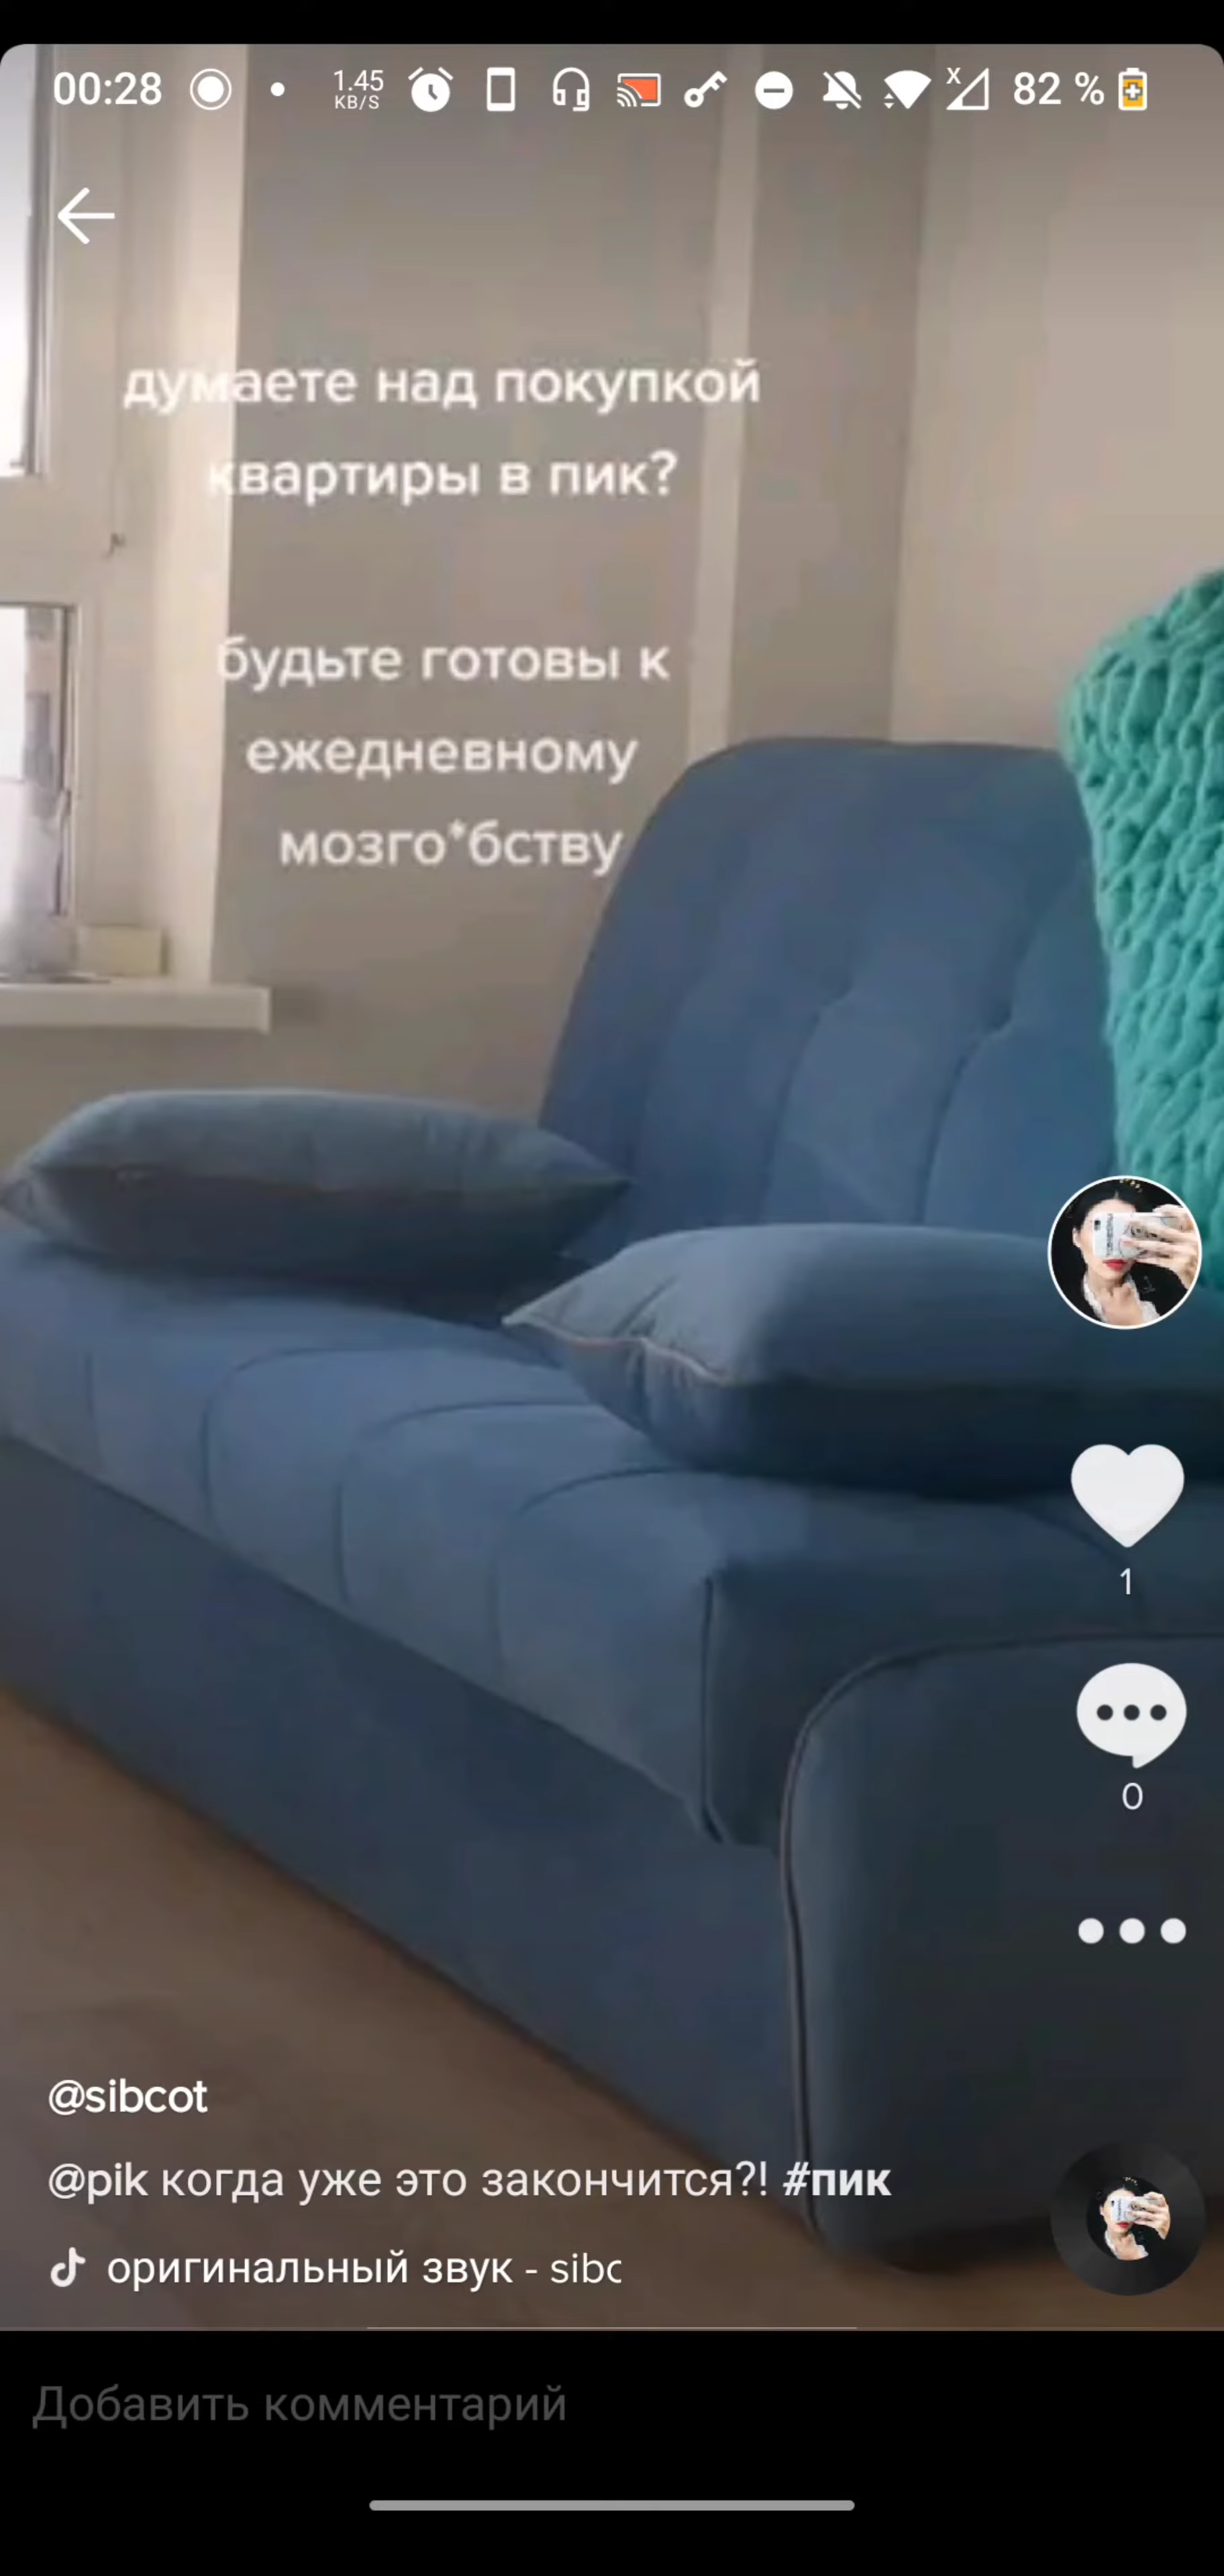 00:28
1.45
KB/S
82 %
думаете над покупкой
квартиры в пик?
будьте готовы к
ежедневному
мозго*бству
1
0
@sibcot
@pik когда уже это закончится?! #пик
оригинальный звук - sibc
Добавить комментарий